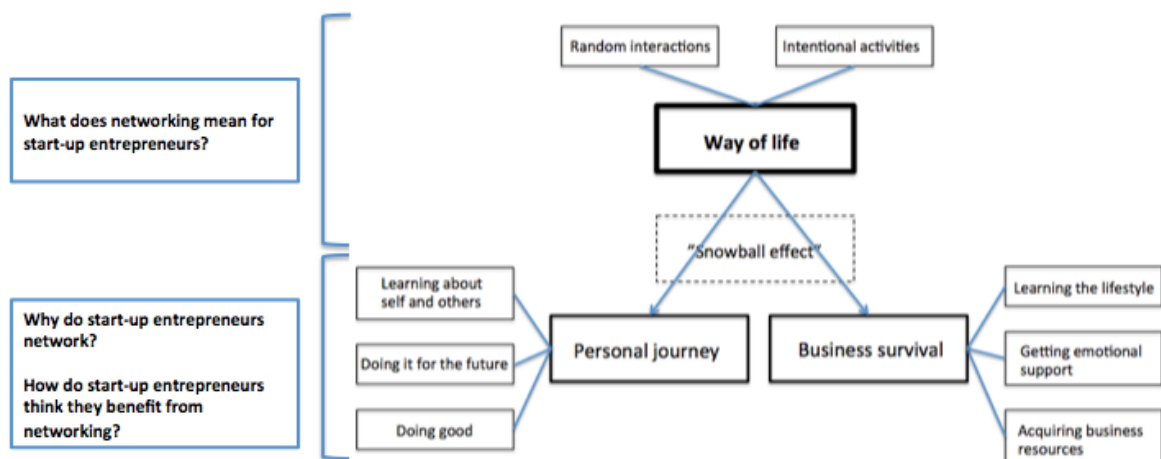 Random interactions
Intentional activities
What does networking mean for
start-up entrepreneurs?
Way of life
"Snowball effect"
Learning about
self and others
Learning the lifestyle
Why do start-up entrepreneurs
network?
How do start-up entrepreneurs
think they benefit from
networking?
Personal journey
Business survival
Doing it for the future
Getting emotional
support
Doing good
Acquiring business
resources